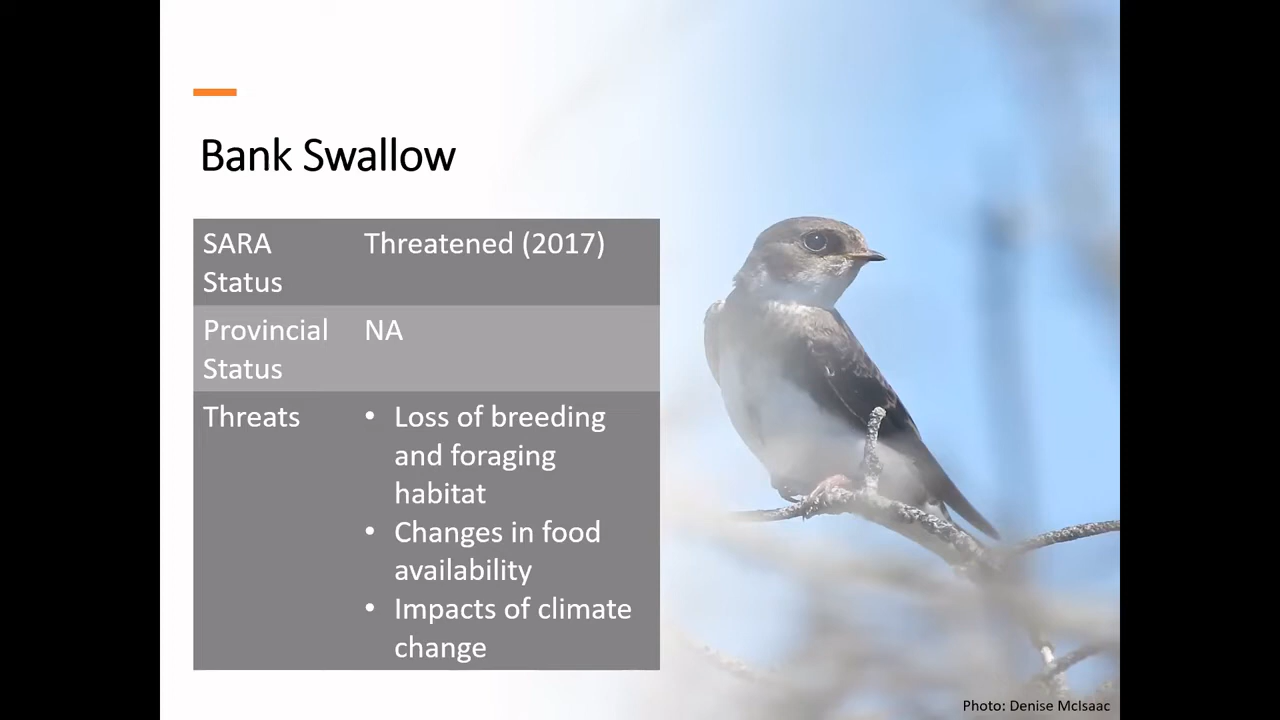 Bank Swallow
SARA
Status
Threatened (2017)
Provincial
Status
NA
Threats
• Loss of breeding
and foraging
habitat
• Changes in food
availability
• Impacts of climate
change
Photo: Denise McIsaac